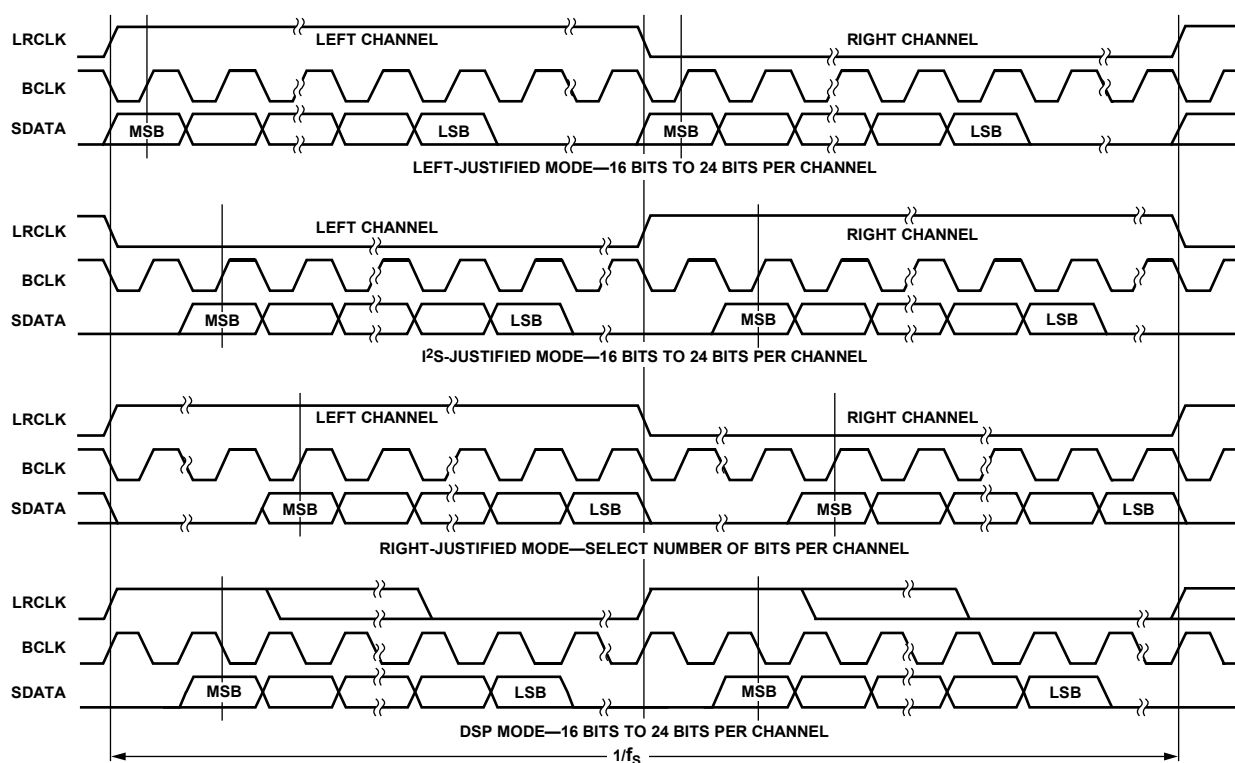 LRCLK
LEFT CHANNEL
RIGHT CHANNEL
BCLK
SDATA
MSB
LSB
MSB
LSB
LEFT-JUSTIFIED MODE—16 BITS TO 24 BITS PER CHANNEL
LRCLK
LEFT CHANNEL
RIGHT CHANNEL
BCLK
SDATA
MSB
LSB
MSB
LSB
I²S-JUSTIFIED MODE—16 BITS TO 24 BITS PER CHANNEL
LRCLK
LEFT CHANNEL
RIGHT CHANNEL
BCLK
SDATA
MSB
LSB
MSB
LSB
RIGHT-JUSTIFIED MODE—SELECT NUMBER OF BITS PER CHANNEL
LRCLK
BCLK
SDATA
MSB
LSB
MSB
LSB
DSP MODE—16 BITS TO 24 BITS PER CHANNEL
1/fS